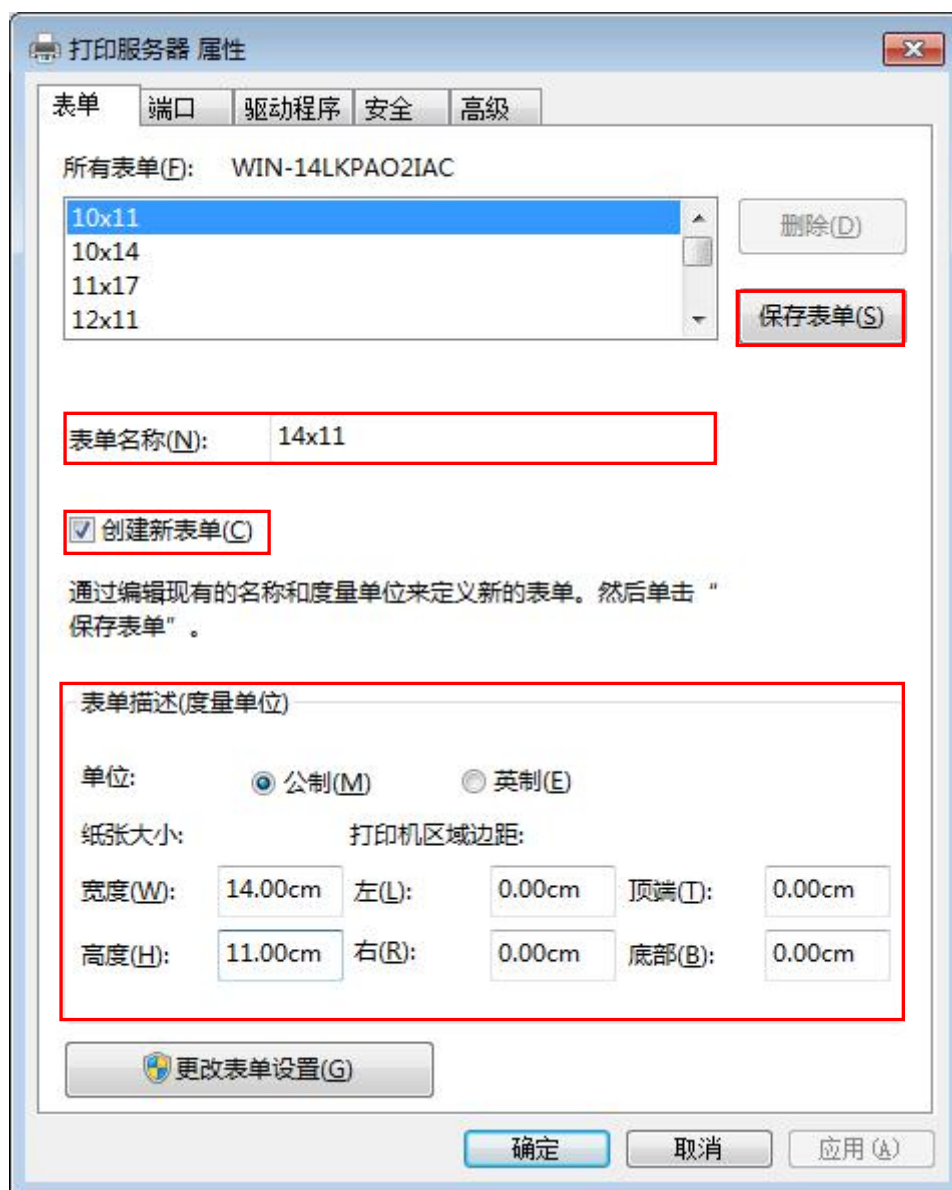 打印服务器 属性
表单 端口 驱动程序 安全 高级
所有表单(F): WIN-14LKPAO2IAC
10x11
10x14
11x17
12x11
删除(D)
保存表单(S)
表单名称(N): 14x11
创建新表单(C)
通过编辑现有的名称和度量单位来定义新的表单。然后单击“
保存表单”。
表单描述(度量单位)
单位: 公制(M) 英制(E)
纸张大小: 打印机区域边距:
宽度(W): 14.00cm 左(L): 0.00cm 顶端(T): 0.00cm
高度(H): 11.00cm 右(R): 0.00cm 底部(B): 0.00cm
更改表单设置(G)
确定 取消 应用(A)